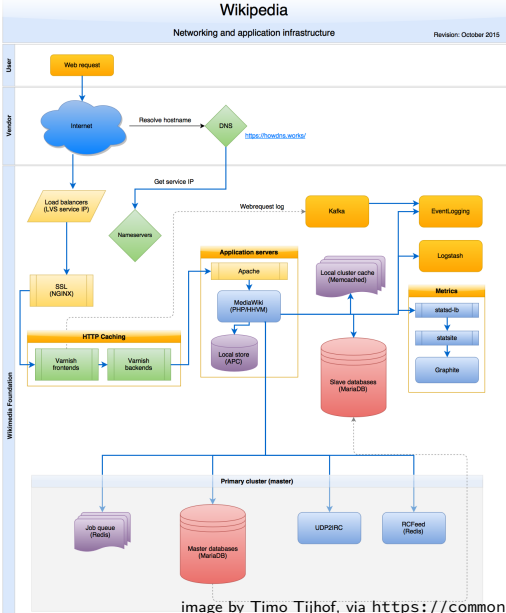 Wikipedia
Networking and application infrastructure
Revision: October 2015
User
Web request
Vendor
Internet
Resolve hostname
DNS
https://howdns.works/
Get service IP
Wikimedia Foundation
Load balancers
(LVS service IP)
Nameservers
Webrequest log
Kafka
EventLogging
Logstash
Application servers
Apache
MediaWiki
(PHP/HHVM)
Local store
(APC)
Local cluster cache
(Memcached)
Metrics
statsd-lb
statsite
Graphite
SSL
(NGINX)
HTTP Caching
Varnish
frontends
Varnish
backends
Slave databases
(MariaDB)
Primary cluster (master)
Job queue
(Redis)
Master databases
(MariaDB)
UDP2IRC
RCFeed
(Redis)
image by Timo Tijhof, via https://common